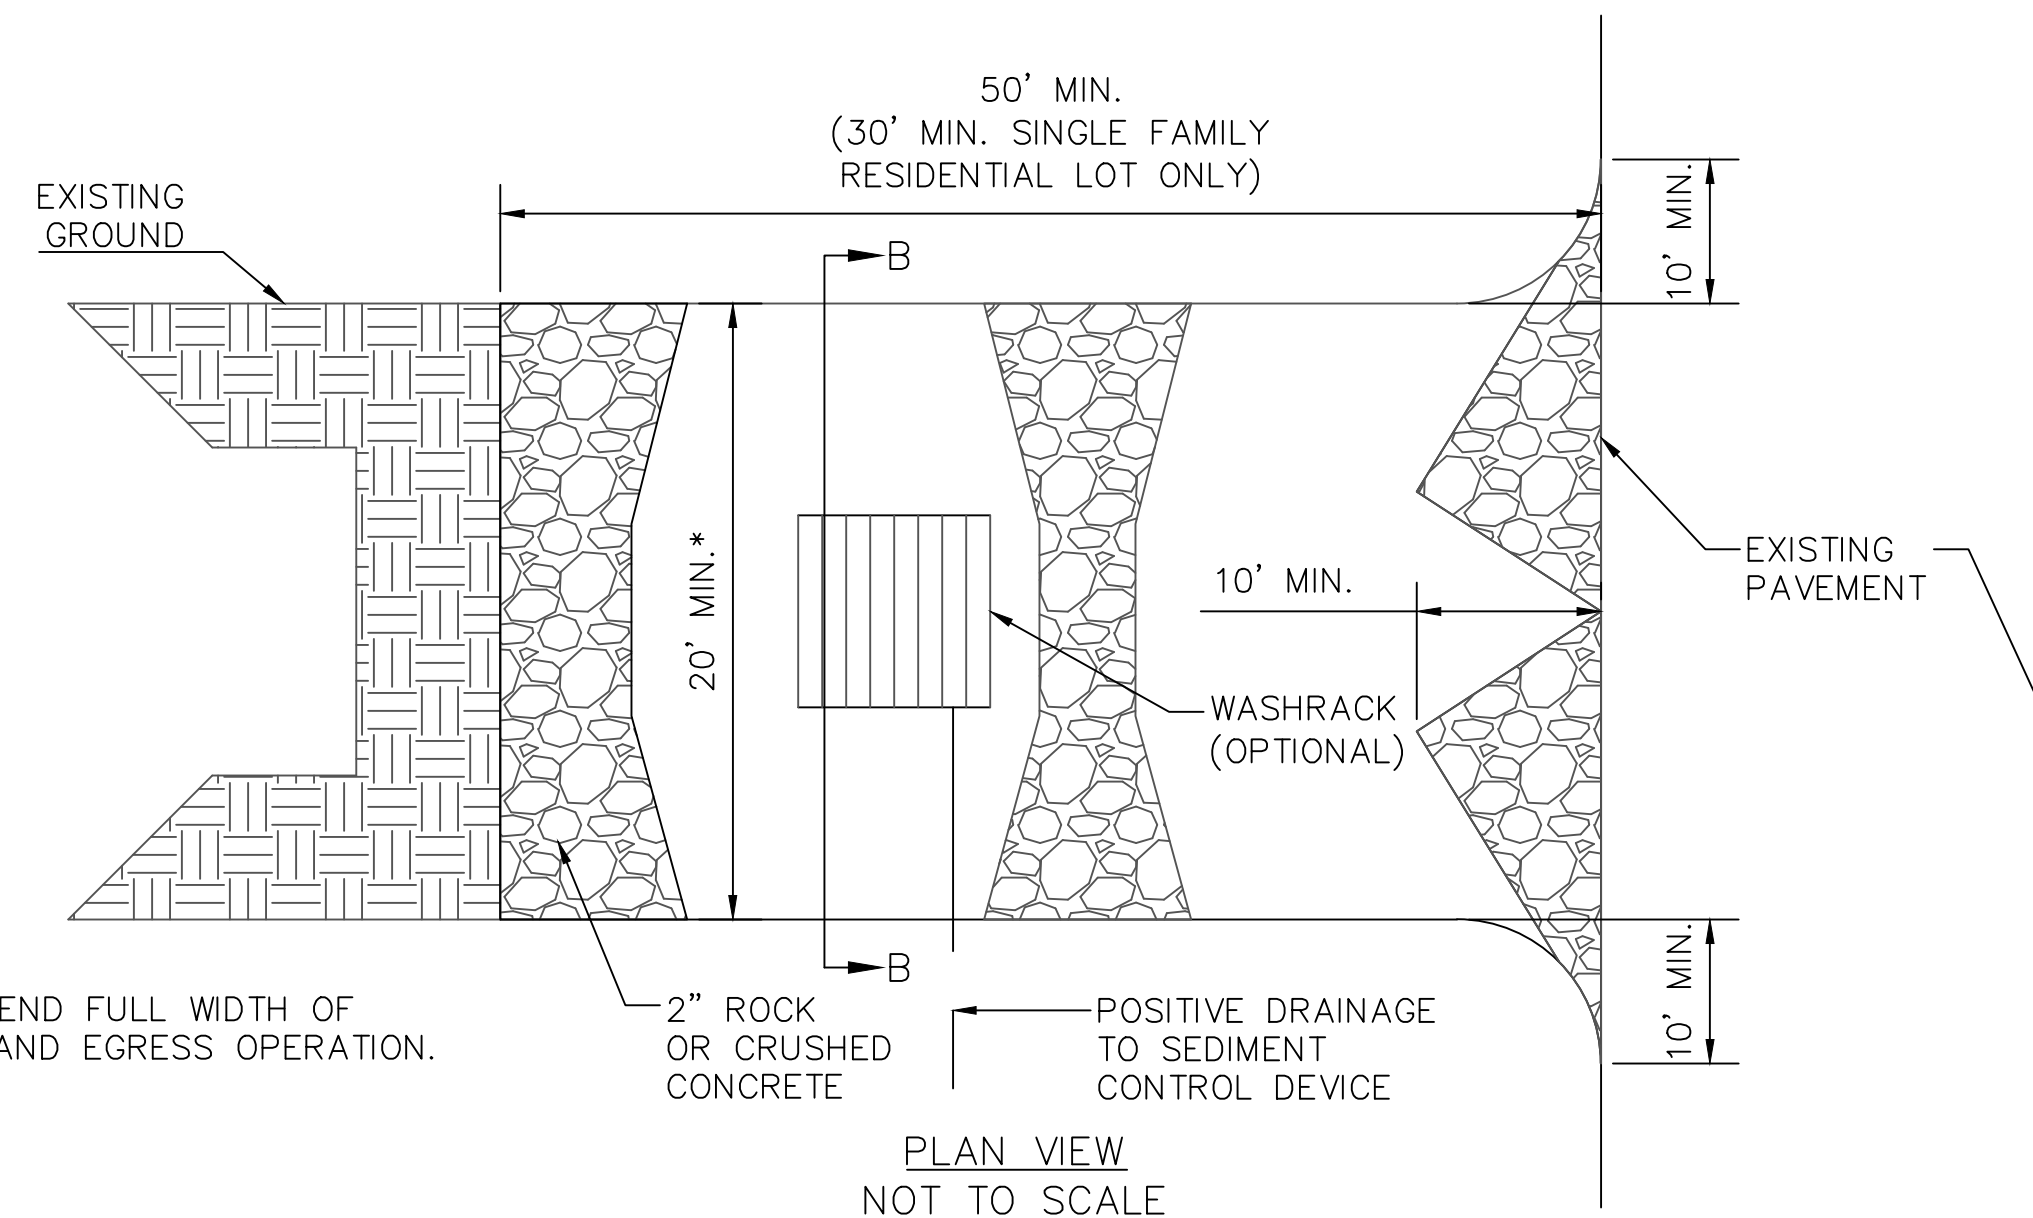 50' MIN.
(30' MIN. SINGLE FAMILY
RESIDENTIAL LOT ONLY)
EXISTING
GROUND
B
10' MIN.
20' MIN.*
10' MIN.
EXISTING
PAVEMENT
WASHRACK
(OPTIONAL)
B
10' MIN.
END FULL WIDTH OF
AND EGRESS OPERATION.
2" ROCK
OR CRUSHED
CONCRETE
POSITIVE DRAINAGE
TO SEDIMENT
CONTROL DEVICE
PLAN VIEW
NOT TO SCALE